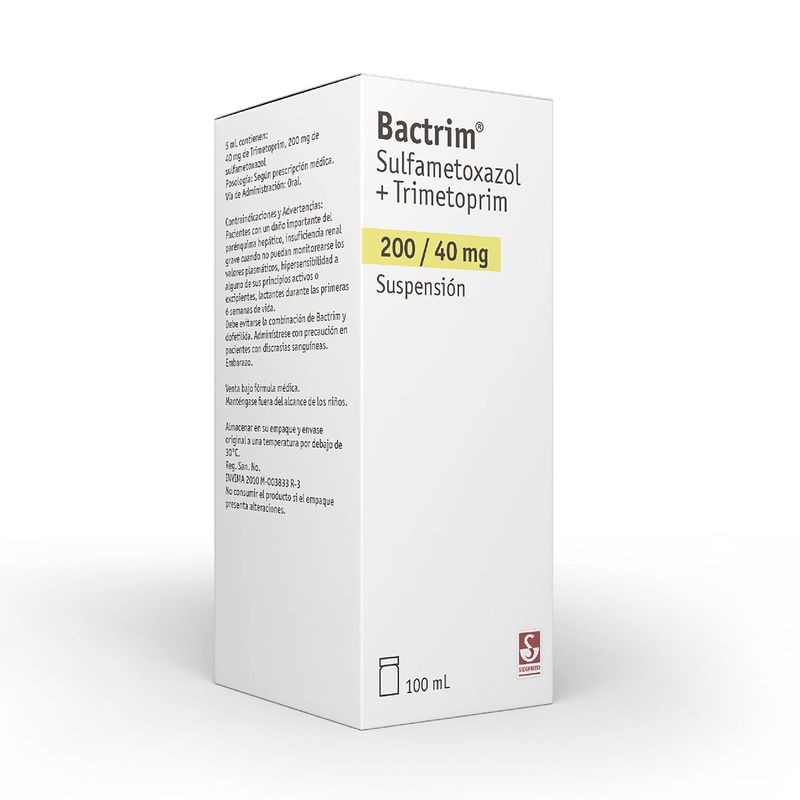 Bactrim®
Sulfametoxazol
+ Trimetoprim
200 / 40 mg
Suspensión
100 mL
SIEGFRIED
5 mL contienen:
40 mg de Trimetoprim, 200 mg de
sulfametoxazol
Posología: Según prescripción médica.
Vía de Administración: Oral.
Contraindicaciones y Advertencias:
Pacientes con un daño importante del
parénquima hepático, insuficiencia renal
grave cuando no puedan monitorearse los
valores plasmáticos, hipersensibilidad a
alguno de sus principios activos o
excipientes, lactantes durante las primeras
6 semanas de vida.
Debe evitarse la combinación de Bactrim y
dofetilida. Adminístrese con precaución en
pacientes con discrasias sanguíneas.
Embarazo.
Venta bajo fórmula médica.
Manténgase fuera del alcance de los niños.
Almacenar en su empaque y envase
original a una temperatura por debajo de
30°C.
Reg. San. No.
INVIMA 2010 M-003833 R-3
No consumir el producto si el empaque
presenta alteraciones.